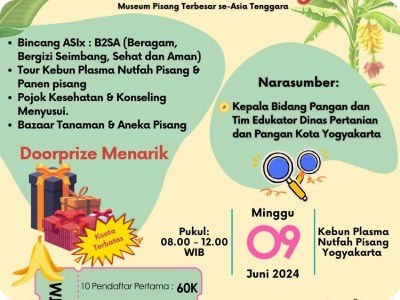 Museum Pisang Terbesar se-Asia Tenggara
• Bincang ASIx : B2SA (Beragam,
Bergizi Seimbang, Sehat dan Aman)
• Tour Kebun Plasma Nutfah Pisang &
Panen pisang
• Pojok Kesehatan & Konseling
Menyusui.
• Bazaar Tanaman & Aneka Pisang
Narasumber:
Kepala Bidang Pangan dan
Tim Edukator Dinas Pertanian
dan Pangan Kota Yogyakarta
Doorprize Menarik
Kuota
Terbatas
Pukul:
08.00 - 12.00
WIB
Minggu
09
Juni 2024
Kebun Plasma
Nutfah Pisang
Yogyakarta
10 Pendaftar Pertama : 60K